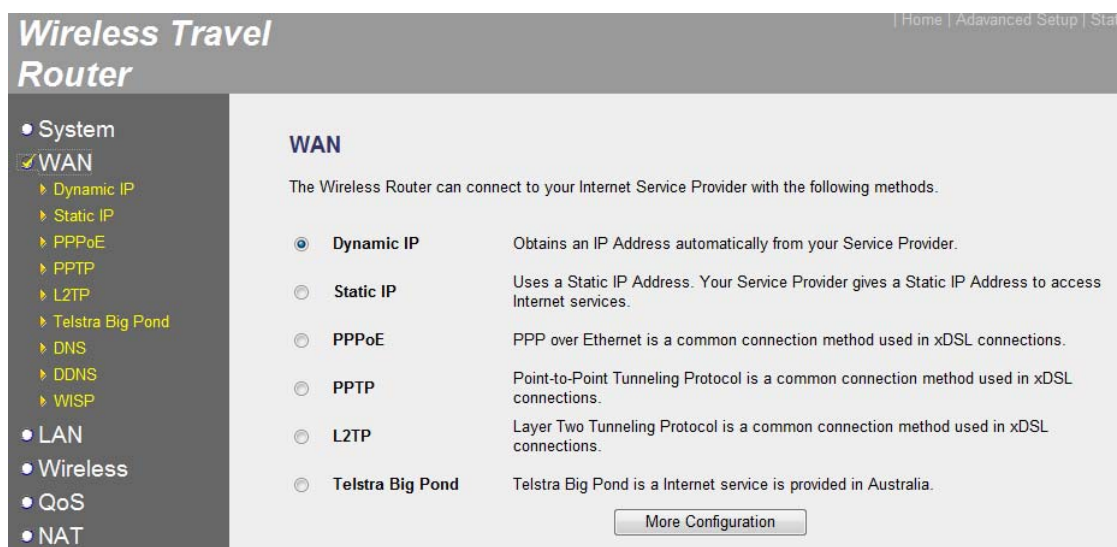 Wireless Travel
Router
| Home | Adavanced Setup |
System
WAN
Dynamic IP
Static IP
PPPoE
PPTP
L2TP
Telstra Big Pond
DNS
DDNS
WISP
LAN
Wireless
QoS
NAT
WAN
The Wireless Router can connect to your Internet Service Provider with the following methods.
Dynamic IP Obtains an IP Address automatically from your Service Provider.
Static IP Uses a Static IP Address. Your Service Provider gives a Static IP Address to access
Internet services.
PPPoE PPP over Ethernet is a common connection method used in xDSL connections.
PPTP Point-to-Point Tunneling Protocol is a common connection method used in xDSL
connections.
L2TP Layer Two Tunneling Protocol is a common connection method used in xDSL
connections.
Telstra Big Pond Telstra Big Pond is a Internet service is provided in Australia.
More Configuration